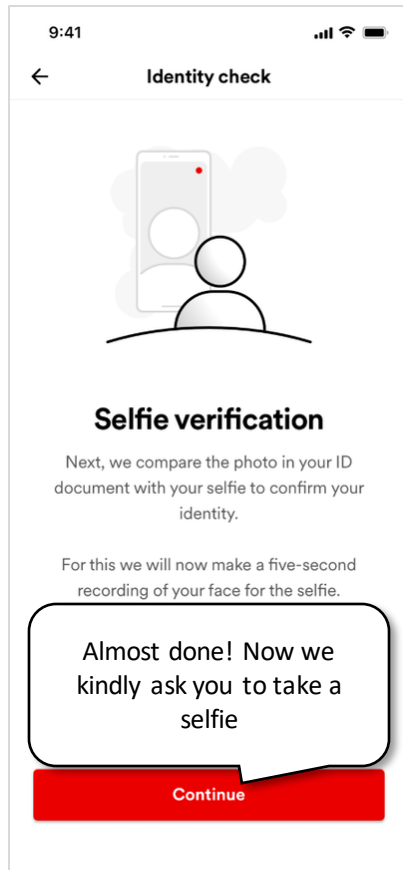 9:41
Identity check
Selfie verification
Next, we compare the photo in your ID
document with your selfie to confirm your
identity.
For this we will now make a five-second
recording of your face for the selfie.
Almost done! Now we
kindly ask you to take a
selfie
Continue